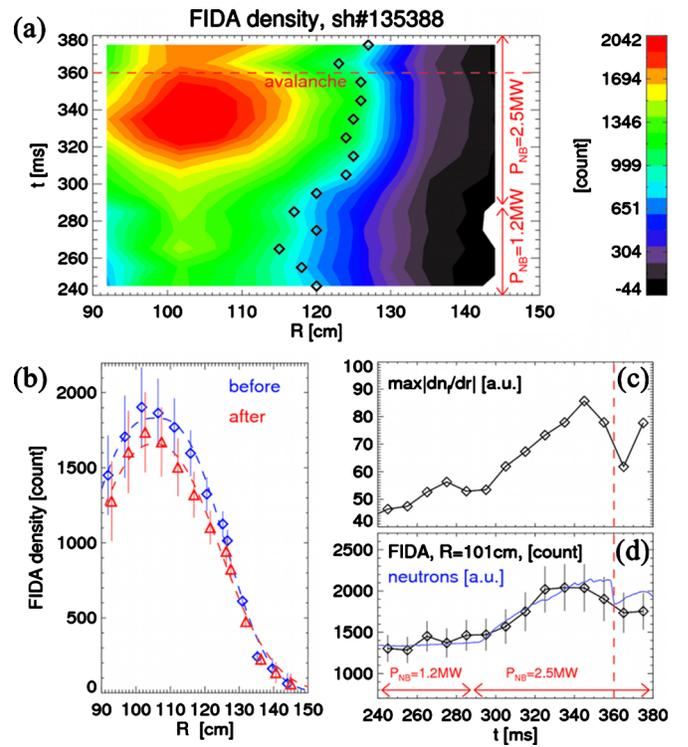 FIDA density, sh#135388
(a)
380
360
340
320
300
280
260
240
t [ms]
avalanche
P_NB=2.5MW
P_NB=1.2MW
90 100 110 120 130 140 150
R [cm]
2042
1694
1346
999
651
304
-44
[count]
(b)
before
after
2000
1500
1000
500
0
FIDA density [count]
90 100 110 120 130 140 150
R [cm]
(c)
max|dn_f/dr| [a.u.]
100
90
80
70
60
50
40
(d)
FIDA, R=101cm, [count]
neutrons [a.u.]
2500
2000
1500
1000
P_NB=1.2MW P_NB=2.5MW
240 260 280 300 320 340 360 380
t [ms]